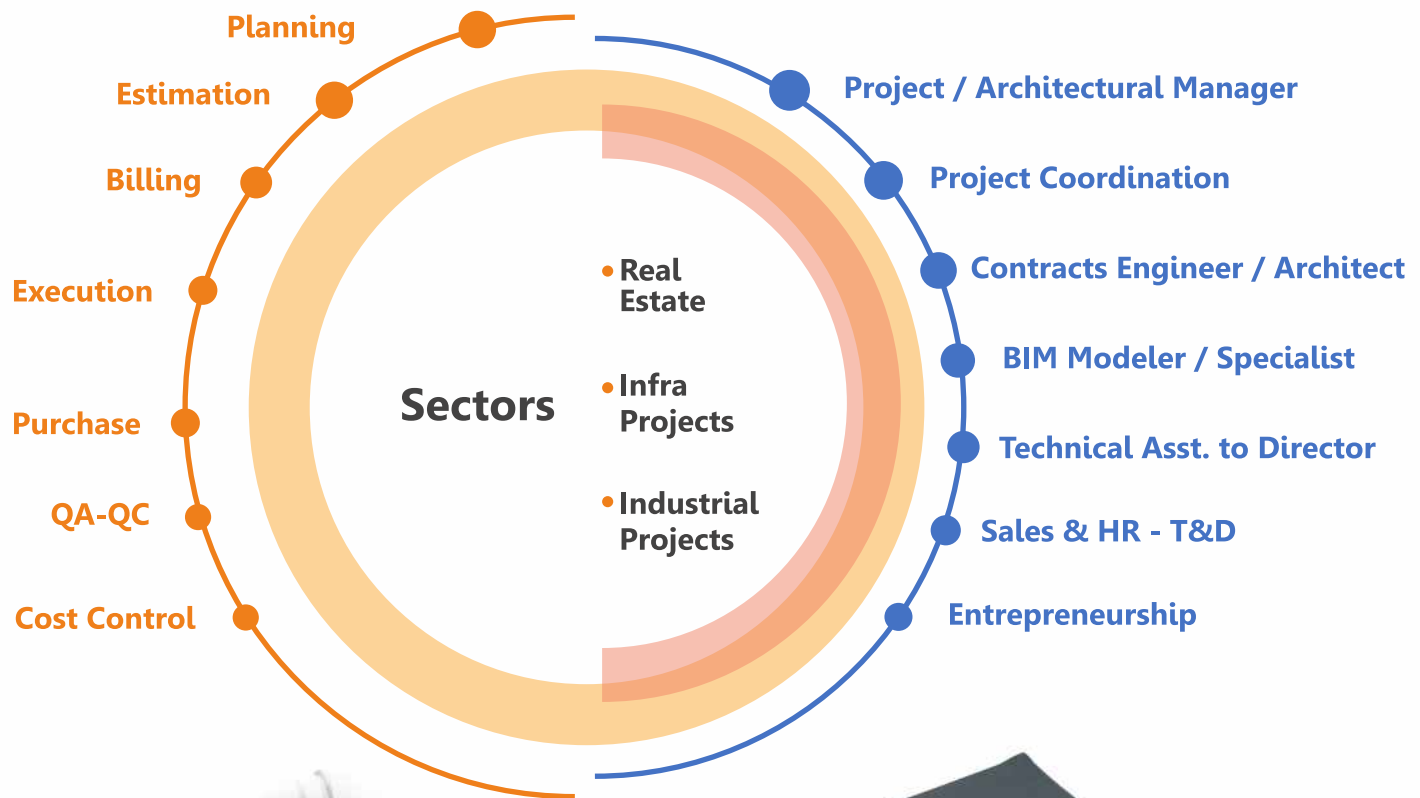 Planning
Estimation
Billing
Execution
Purchase
QA-QC
Cost Control
Sectors
Real
Estate
Infra
Projects
Industrial
Projects
Project / Architectural Manager
Project Coordination
Contracts Engineer / Architect
BIM Modeler / Specialist
Technical Asst. to Director
Sales & HR - T&D
Entrepreneurship